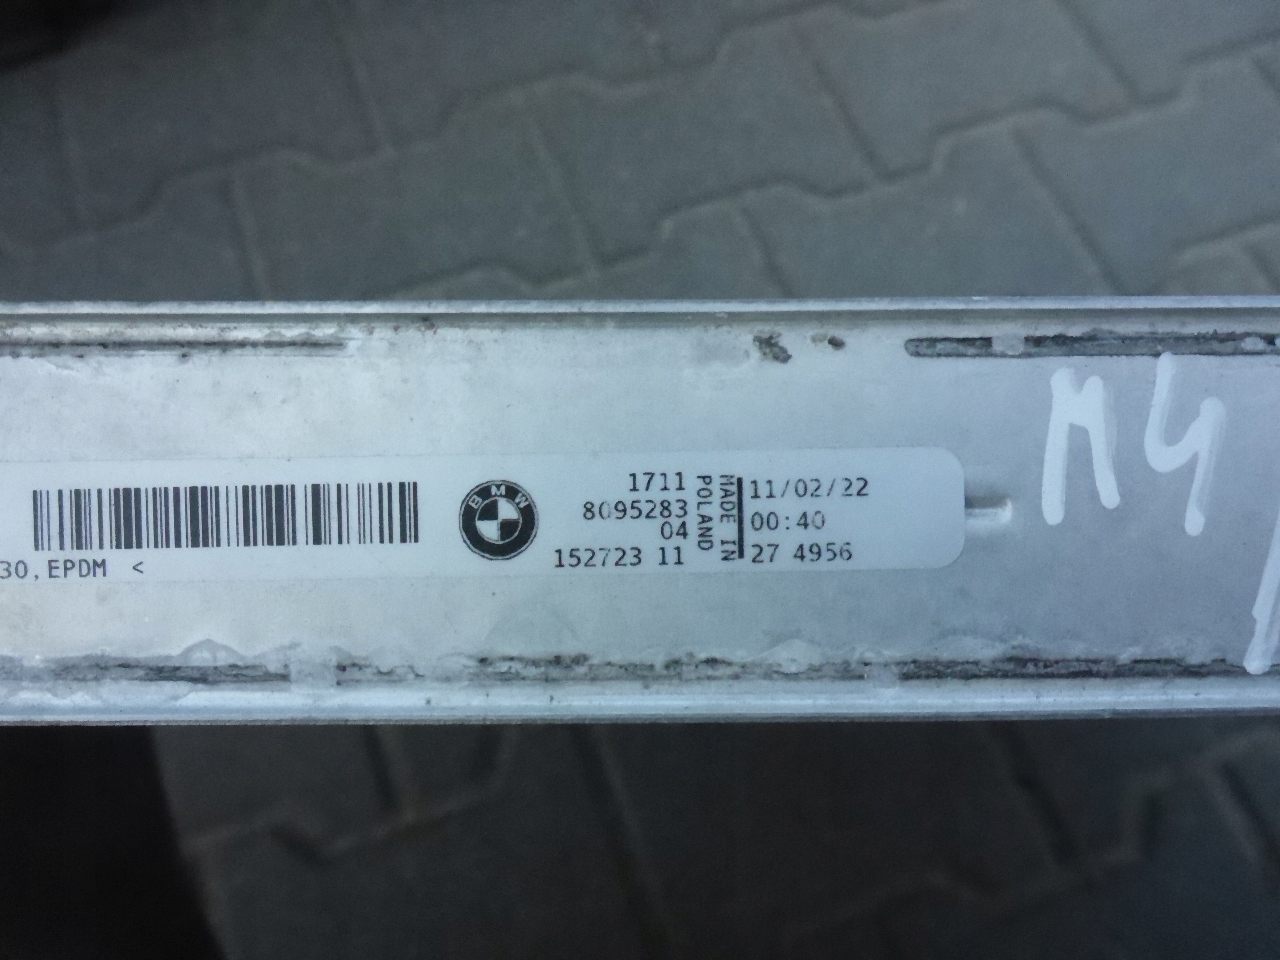 30,EPDM <
BMW
1711
8095283
04
152723 11
MADE IN
POLAND
11/02/22
00:40
27 4956
M4